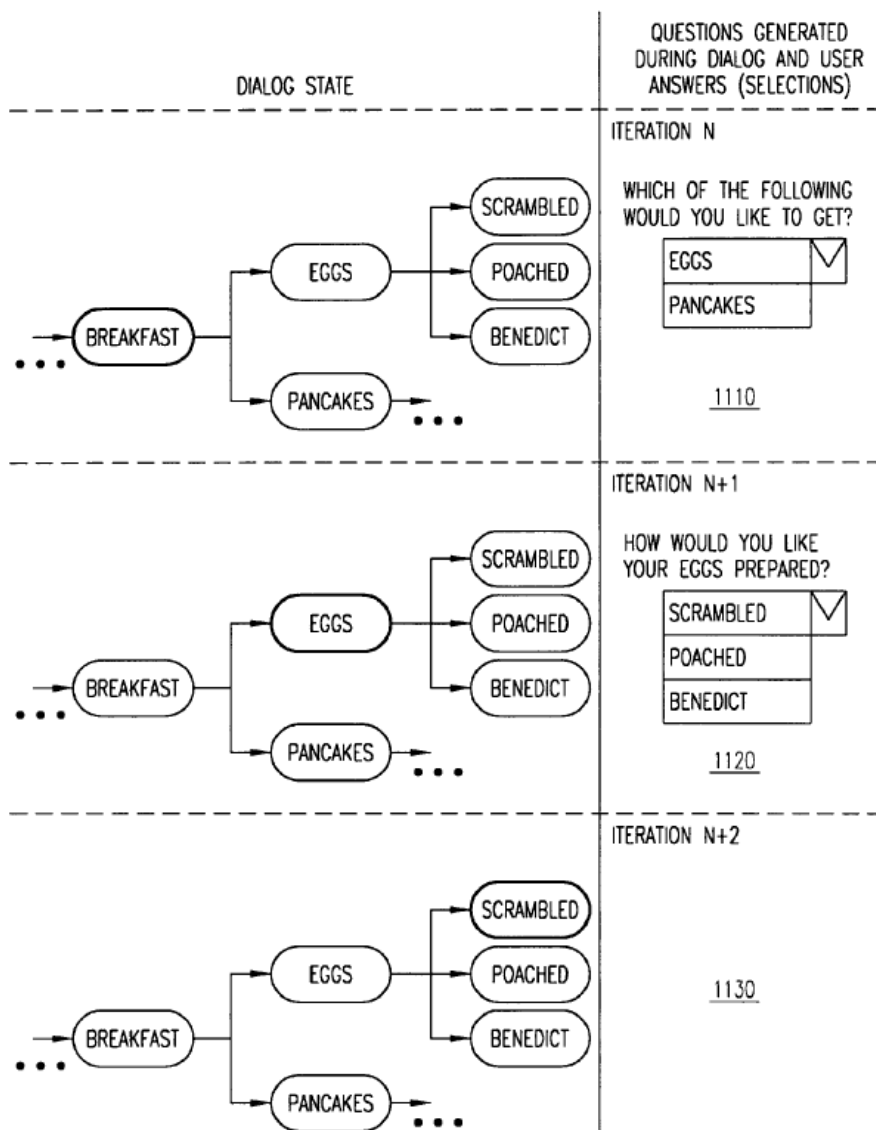 DIALOG STATE
QUESTIONS GENERATED
DURING DIALOG AND USER
ANSWERS (SELECTIONS)
ITERATION N
SCRAMBLED
EGGS
POACHED
BREAKFAST
BENEDICT
PANCAKES
WHICH OF THE FOLLOWING
WOULD YOU LIKE TO GET?
EGGS
PANCAKES
1110
ITERATION N+1
SCRAMBLED
EGGS
POACHED
BREAKFAST
BENEDICT
PANCAKES
HOW WOULD YOU LIKE
YOUR EGGS PREPARED?
SCRAMBLED
POACHED
BENEDICT
1120
ITERATION N+2
SCRAMBLED
EGGS
POACHED
BREAKFAST
BENEDICT
PANCAKES
1130